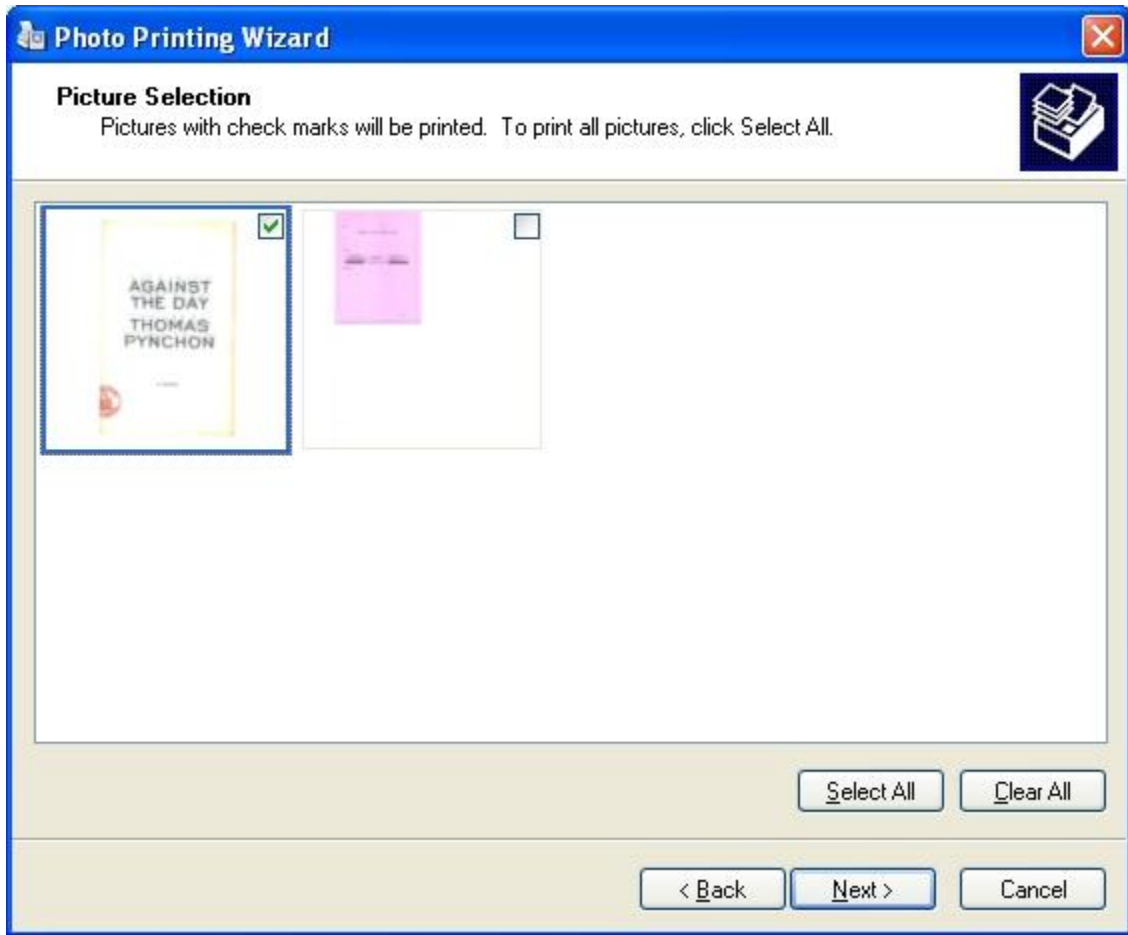 Photo Printing Wizard
Picture Selection
Pictures with check marks will be printed. To print all pictures, click Select All.
AGAINST
THE DAY
THOMAS
PYNCHON
Select All
Clear All
< Back
Next >
Cancel